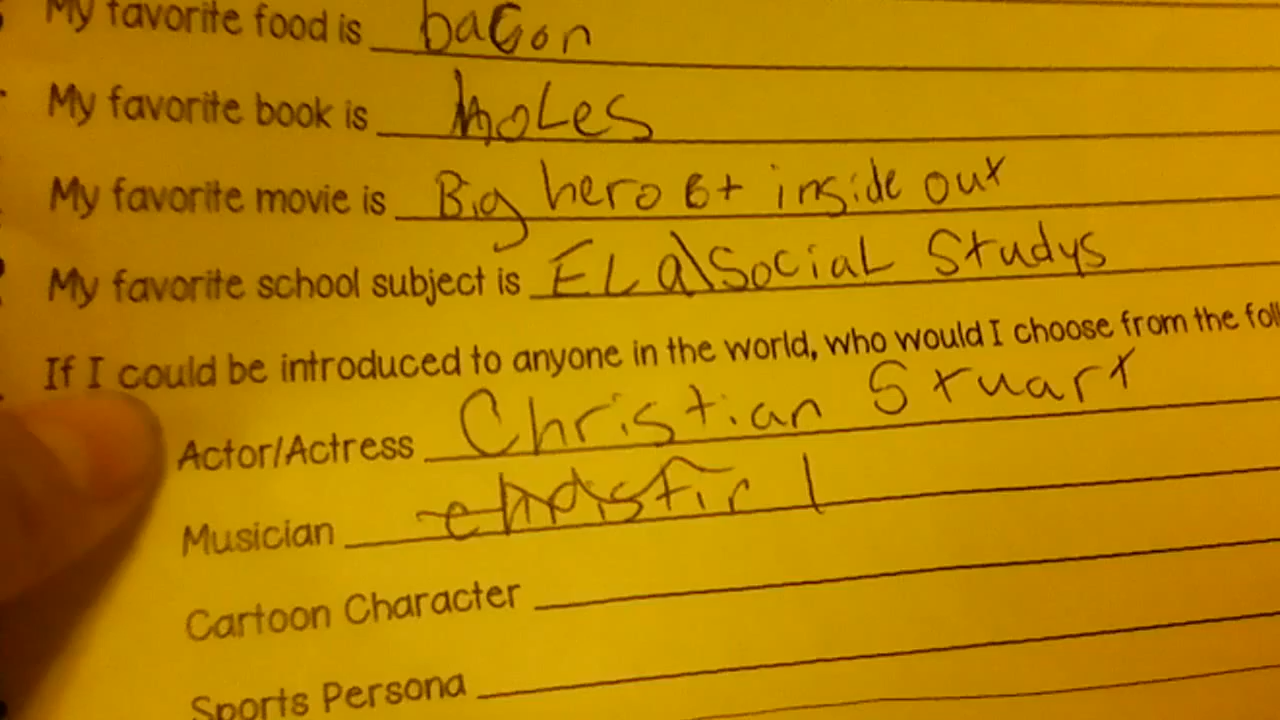 My favorite food is bacon
My favorite book is holes
My favorite movie is Big hero 6+ inside out
My favorite school subject is ELa\Social Studys
If I could be introduced to anyone in the world, who would I choose from the foll
Actor/Actress Christian Stuart
Musician
Cartoon Character
Sports Persona